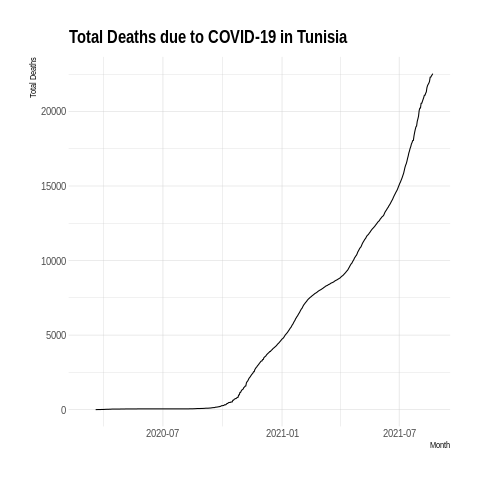 Total Deaths due to COVID-19 in Tunisia
Total Deaths
20000
15000
10000
5000
0
2020-07 2021-01 2021-07
Month